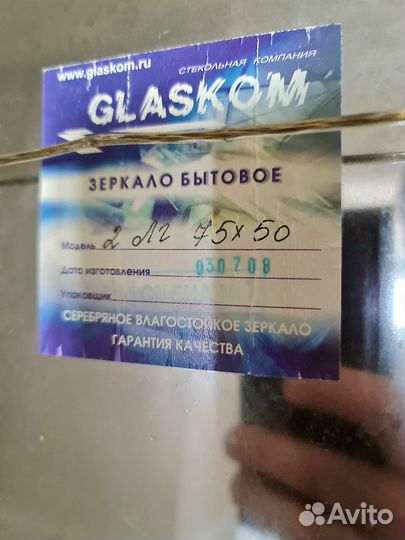 www.glaskom.ru
СТЕКОЛЬНАЯ КОМПАНИЯ
GLASKOM
ЗЕРКАЛО БЫТОВОЕ
Модель 2 ЛГ 75х50
Дата изготовления 030708
Упаковщик
СЕРЕБРЯНОЕ ВЛАГОСТОЙКОЕ ЗЕРКАЛО
ГАРАНТИЯ КАЧЕСТВА
Avito